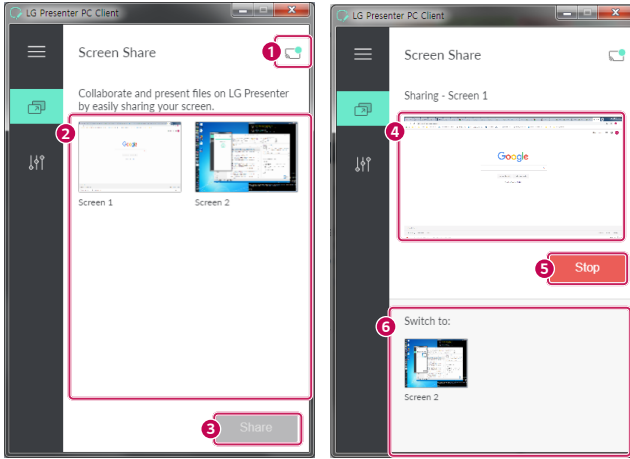 LG Presenter PC Client
Screen Share
1
Collaborate and present files on LG Presenter
by easily sharing your screen.
2
Google
Screen 1
Screen 2
3
Share
LG Presenter PC Client
Screen Share
Sharing - Screen 1
4
Google
5
Stop
6
Switch to:
Screen 2